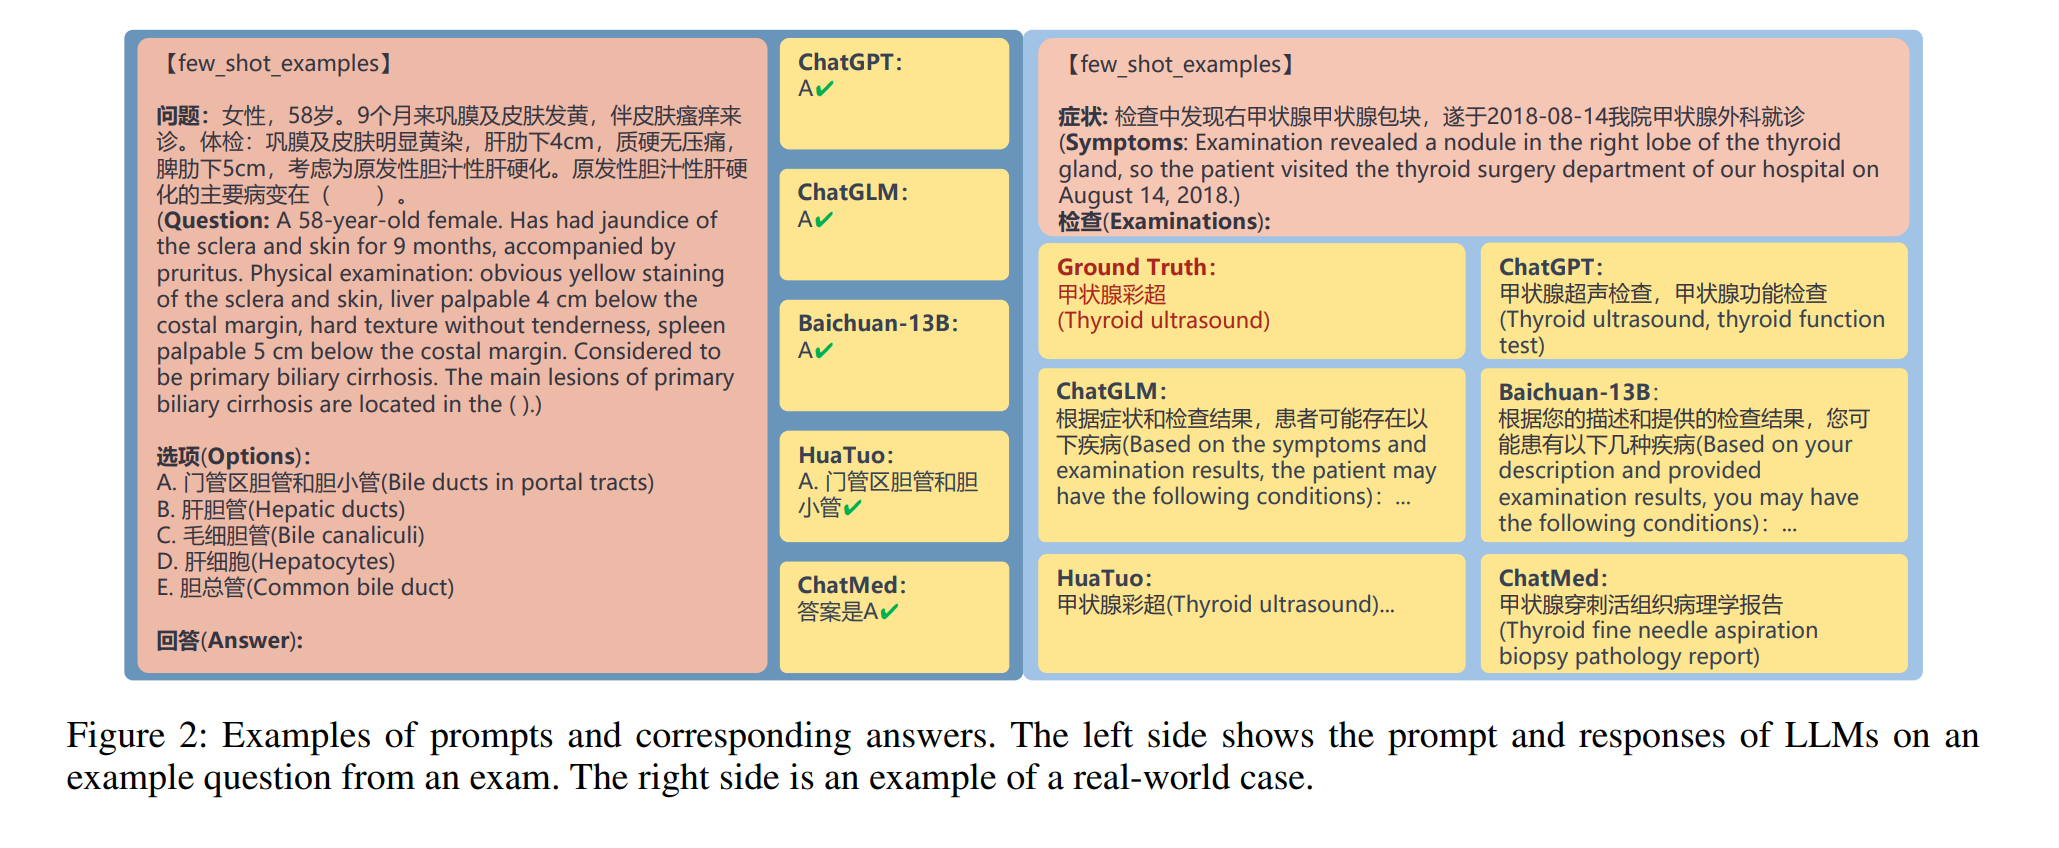 【few_shot_examples】
问题：女性，58岁。9个月来巩膜及皮肤发黄，伴皮肤瘙痒来
诊。体检：巩膜及皮肤明显黄染，肝肋下4cm，质硬无压痛，
脾肋下5cm，考虑为原发性胆汁性肝硬化。原发性胆汁性肝硬
化的主要病变在（　　）。
(Question: A 58-year-old female. Has had jaundice of
the sclera and skin for 9 months, accompanied by
pruritus. Physical examination: obvious yellow staining
of the sclera and skin, liver palpable 4 cm below the
costal margin, hard texture without tenderness, spleen
palpable 5 cm below the costal margin. Considered to
be primary biliary cirrhosis. The main lesions of primary
biliary cirrhosis are located in the ( ).)
选项(Options)：
A. 门管区胆管和胆小管(Bile ducts in portal tracts)
B. 肝胆管(Hepatic ducts)
C. 毛细胆管(Bile canaliculi)
D. 肝细胞(Hepatocytes)
E. 胆总管(Common bile duct)
回答(Answer):
ChatGPT：
A✔
ChatGLM：
A✔
Baichuan-13B：
A✔
HuaTuo：
A. 门管区胆管和胆
小管✔
ChatMed：
答案是A✔
【few_shot_examples】
症状: 检查中发现右甲状腺甲状腺包块，遂于2018-08-14我院甲状腺外科就诊
(Symptoms: Examination revealed a nodule in the right lobe of the thyroid
gland, so the patient visited the thyroid surgery department of our hospital on
August 14, 2018.)
检查(Examinations):
Ground Truth：
甲状腺彩超
(Thyroid ultrasound)
ChatGPT：
甲状腺超声检查，甲状腺功能检查
(Thyroid ultrasound, thyroid function
test)
ChatGLM：
根据症状和检查结果，患者可能存在以
下疾病(Based on the symptoms and
examination results, the patient may
have the following conditions)：...
Baichuan-13B：
根据您的描述和提供的检查结果，您可
能患有以下几种疾病(Based on your
description and provided
examination results, you may have
the following conditions)：...
HuaTuo：
甲状腺彩超(Thyroid ultrasound)...
ChatMed：
甲状腺穿刺活组织病理学报告
(Thyroid fine needle aspiration
biopsy pathology report)
Figure 2: Examples of prompts and corresponding answers. The left side shows the prompt and responses of LLMs on an
example question from an exam. The right side is an example of a real-world case.